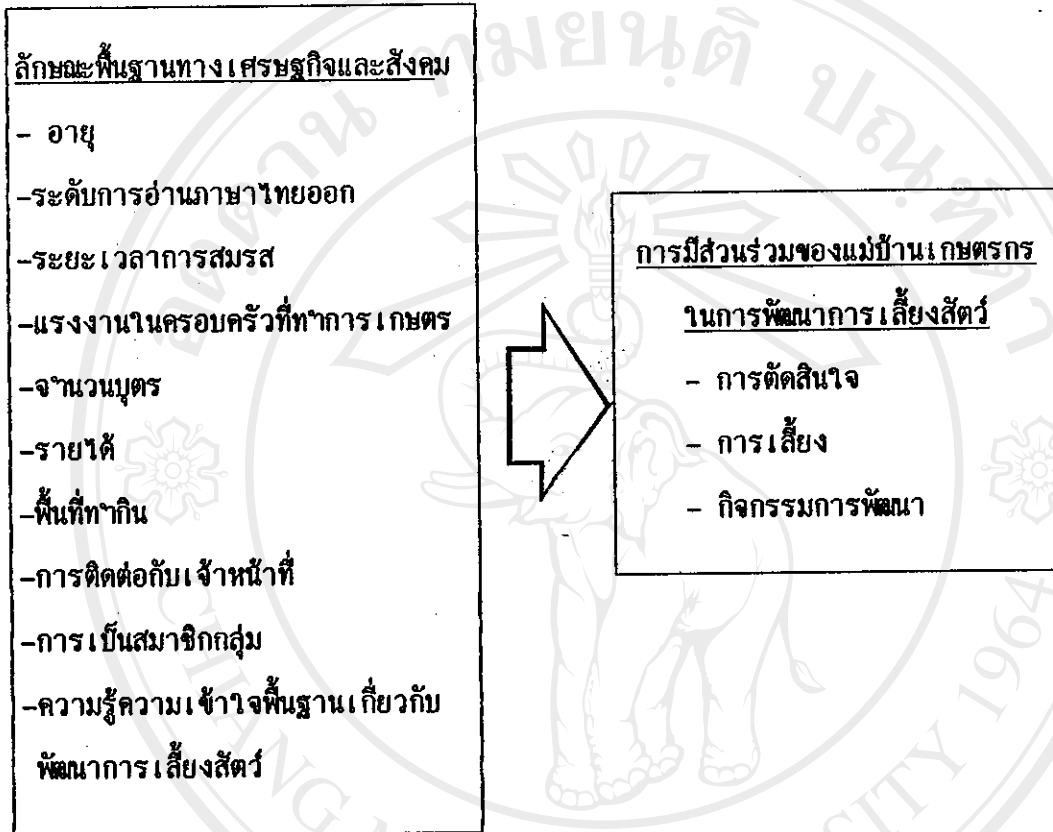 ลักษณะพื้นฐานทางเศรษฐกิจและสังคม
- อายุ
-ระดับการอ่านภาษาไทยออก
-ระยะเวลาการสมรส
-แรงงานในครอบครัวที่ทำการเกษตร
-จำนวนบุตร
-รายได้
-พื้นที่ทำกิน
-การติดต่อกับเจ้าหน้าที่
-การเป็นสมาชิกกลุ่ม
-ความรู้ความเข้าใจพื้นฐานเกี่ยวกับ
พัฒนาการเลี้ยงสัตว์
การมีส่วนร่วมของแม่บ้านเกษตรกร
ในการพัฒนาการเลี้ยงสัตว์
- การตัดสินใจ
- การเลี้ยง
- กิจกรรมการพัฒนา